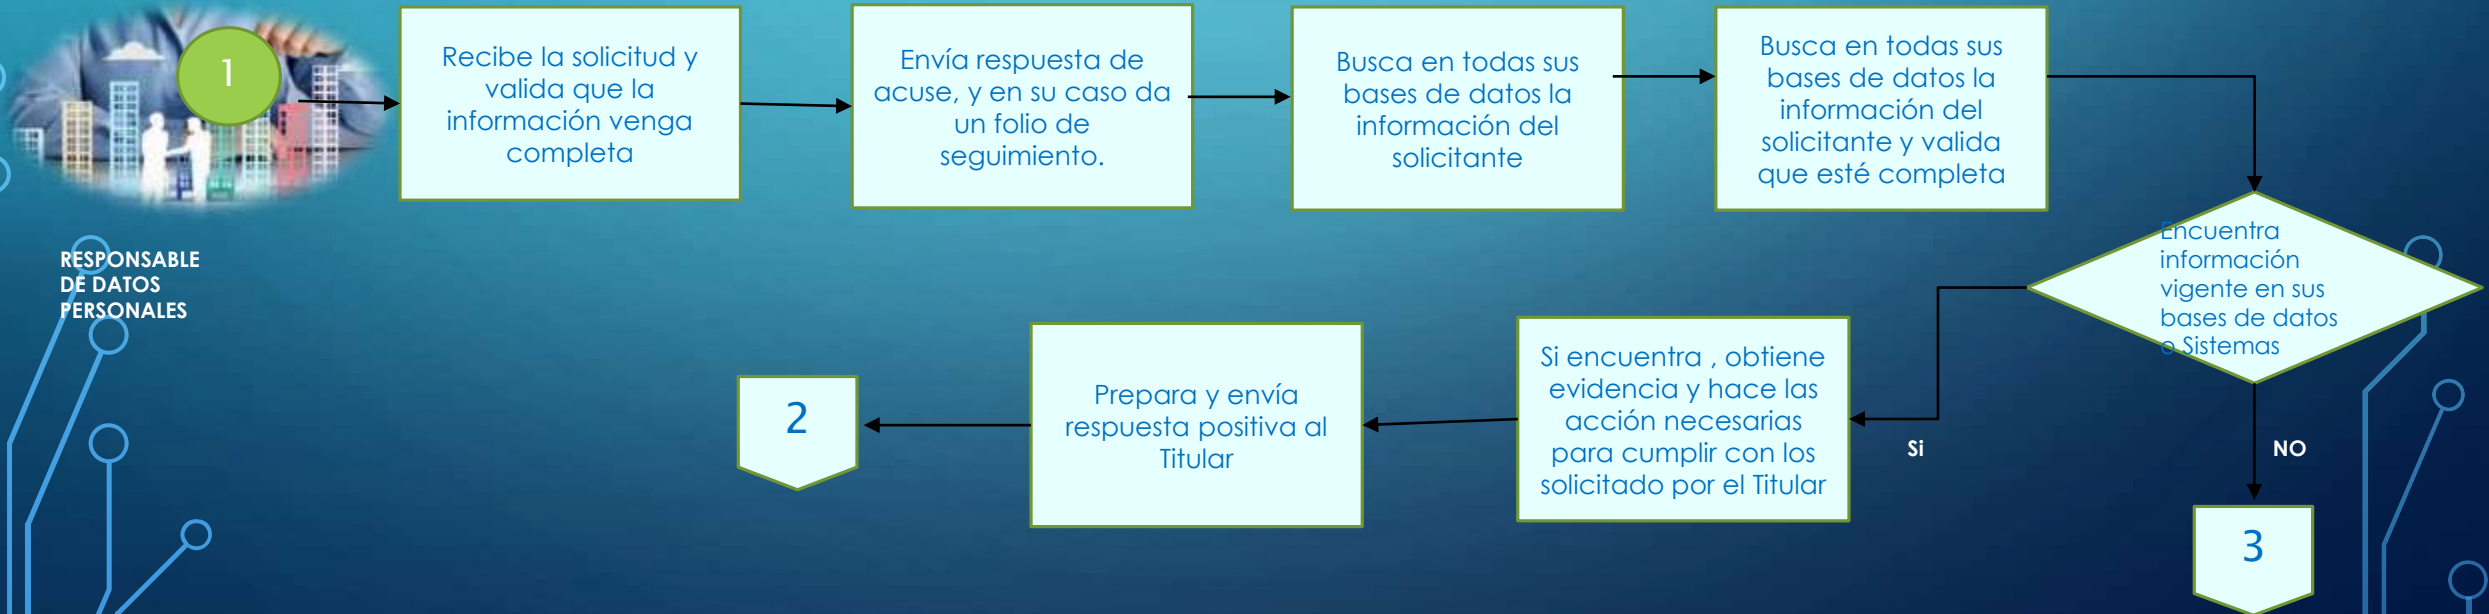 1
Recibe la solicitud y
valida que la
información venga
completa
Envía respuesta de
acuse, y en su caso da
un folio de
seguimiento.
Busca en todas sus
bases de datos la
información del
solicitante
Busca en todas sus
bases de datos la
información del
solicitante y valida
que esté completa
RESPONSABLE
DE DATOS
PERSONALES
Encuentra
información
vigente en sus
bases de datos
o Sistemas
Si
NO
Si encuentra , obtiene
evidencia y hace las
acción necesarias
para cumplir con los
solicitado por el Titular
Prepara y envía
respuesta positiva al
Titular
2
3